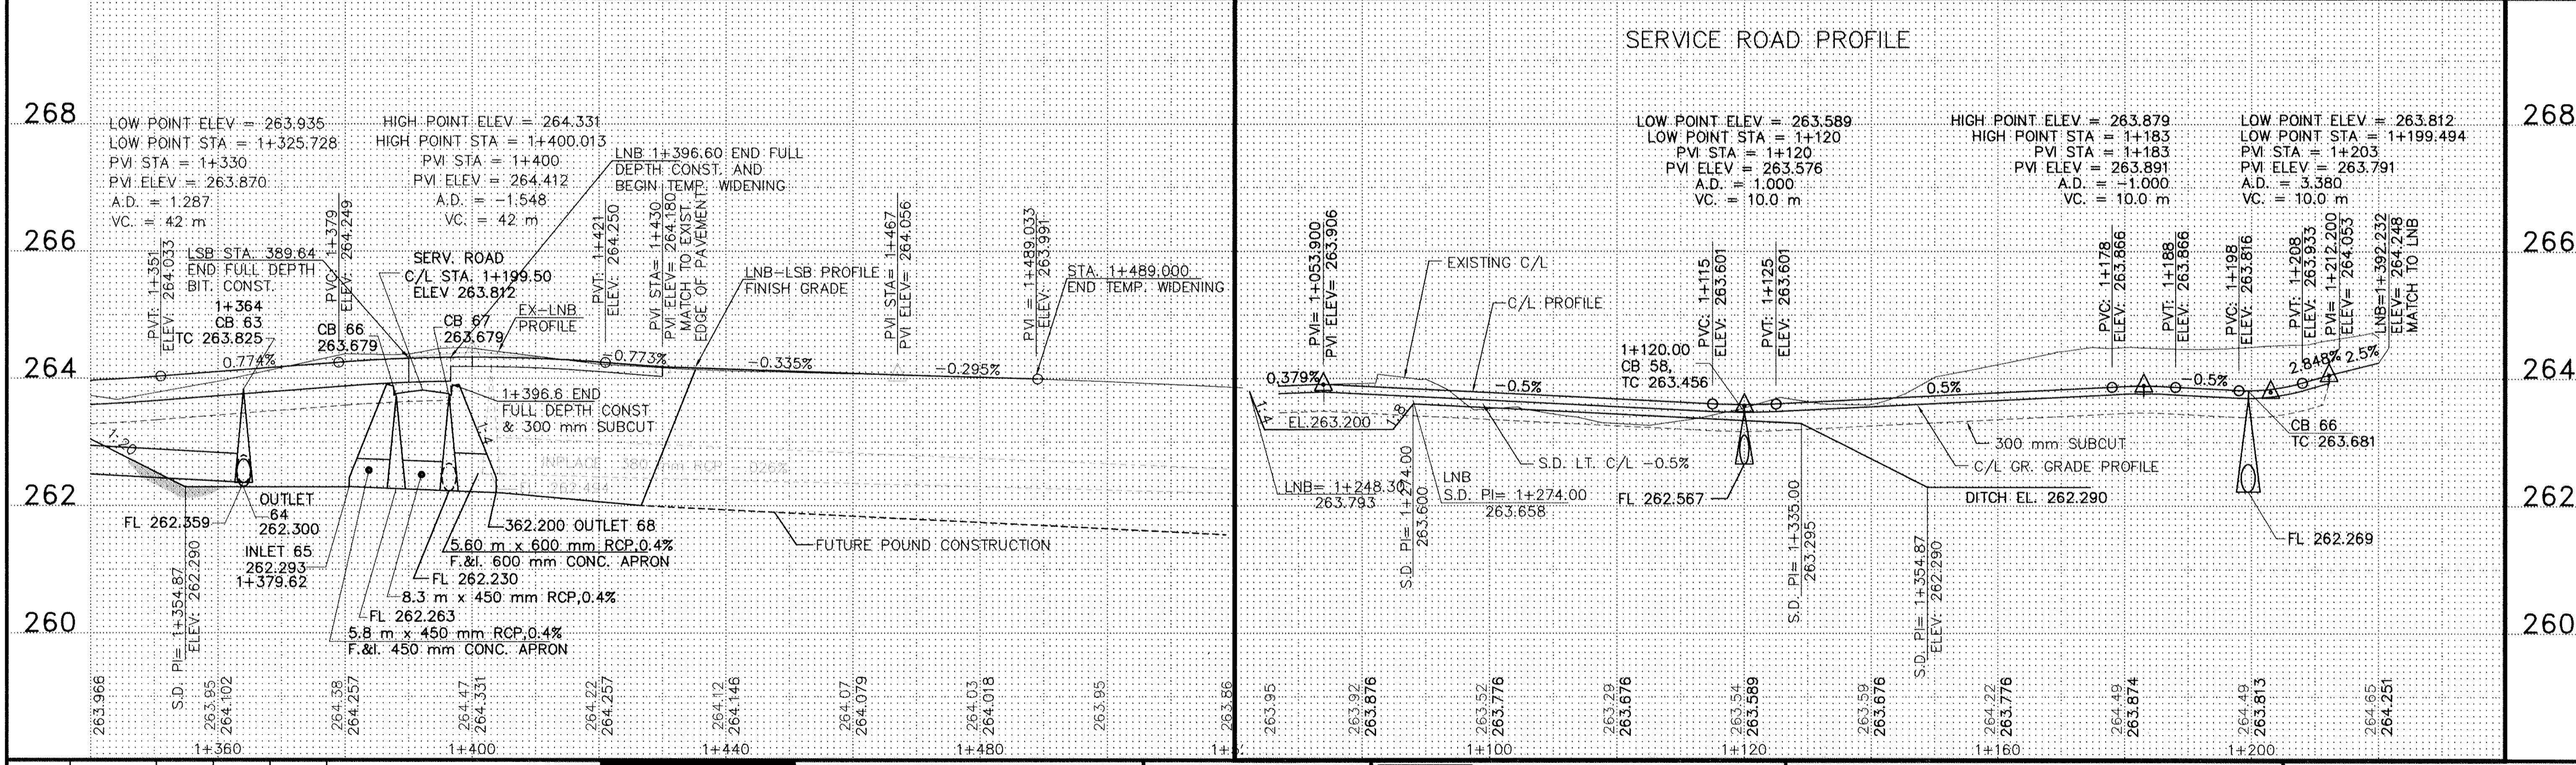 SERVICE ROAD PROFILE
268
266
264
262
260
LOW POINT ELEV = 263.935
LOW POINT STA = 1+325.728
PVI STA = 1+330
PVI ELEV = 263.870
A.D. = 1.287
VC. = 42 m
HIGH POINT ELEV = 264.331
HIGH POINT STA = 1+400.013
PVI STA = 1+400
PVI ELEV = 264.412
A.D. = -1.548
VC. = 42 m
LNB 1+396.60 END FULL
DEPTH CONST. AND
BEGIN TEMP. WIDENING
PVT: 1+351
ELEV: 264.033
LSB STA. 389.64
END FULL DEPTH
BIT. CONST.
1+364
CB 63
TC 263.825
PVC: 1+379
ELEV: 264.249
SERV. ROAD
C/L STA. 1+199.50
ELEV 263.812
CB 66
263.679
CB 67
263.679
EX-LNB
PROFILE
PVT: 1+421
ELEV: 264.250
PVI STA= 1+430
PVI ELEV= 264.180
MATCH TO EXIST.
EDGE OF PAVEMENT
LNB-LSB PROFILE
FINISH GRADE
PVI STA= 1+467
PVI ELEV= 264.056
PVI = 1+489.033
ELEV: 263.991
STA. 1+489.000
END TEMP. WIDENING
0.774%
-0.773%
-0.335%
-0.295%
1+396.6 END
FULL DEPTH CONST
& 300 mm SUBCUT
1:20
1:4
FL 262.359
OUTLET
64
262.300
INLET 65
262.293
1+379.62
S.D. PI= 1+354.87
ELEV: 262.290
362.200 OUTLET 68
5.60 m x 600 mm RCP,0.4%
F.&I. 600 mm CONC. APRON
FL 262.230
8.3 m x 450 mm RCP,0.4%
FL 262.263
5.8 m x 450 mm RCP,0.4%
F.&I. 450 mm CONC. APRON
FUTURE POUND CONSTRUCTION
263.966
263.95
264.102
264.38
264.257
264.47
264.331
264.22
264.257
264.12
264.146
264.07
264.079
264.03
264.018
263.95
263.86
1+360
1+400
1+440
1+480
LOW POINT ELEV = 263.589
LOW POINT STA = 1+120
PVI STA = 1+120
PVI ELEV = 263.576
A.D. = 1.000
VC. = 10.0 m
HIGH POINT ELEV = 263.879
HIGH POINT STA = 1+183
PVI STA = 1+183
PVI ELEV = 263.891
A.D. = -1.000
VC. = 10.0 m
LOW POINT ELEV = 263.812
LOW POINT STA = 1+199.494
PVI STA = 1+203
PVI ELEV = 263.791
A.D. = 3.380
VC. = 10.0 m
PVI= 1+053.900
PVI ELEV= 263.906
EXISTING C/L
C/L PROFILE
PVC: 1+115
ELEV: 263.601
PVT: 1+125
ELEV: 263.601
1+120.00
CB 58,
TC 263.456
PVC: 1+178
ELEV: 263.866
PVT: 1+188
ELEV: 263.866
PVC: 1+198
ELEV: 263.816
PVT: 1+208
ELEV: 263.933
PVI= 1+212.200
ELEV= 264.053
LNB=1+392.232
ELEV= 264.248
MATCH TO LNB
0.379%
-0.5%
0.5%
-0.5%
2.848%
2.5%
1:4
EL.263.200
1:8
LNB= 1+248.30
263.793
S.D. PI= 1+274.00
263.600
LNB
S.D. PI= 1+274.00
263.658
S.D. LT. C/L -0.5%
FL 262.567
S.D. PI= 1+335.00
263.295
300 mm SUBCUT
C/L GR. GRADE PROFILE
DITCH EL. 262.290
S.D. PI= 1+354.87
ELEV: 262.290
CB 66
TC 263.681
FL 262.269
263.95
263.92
263.876
263.52
263.776
263.29
263.676
263.54
263.589
263.59
263.676
264.22
263.776
264.49
263.874
264.49
263.813
264.65
264.251
1+100
1+120
1+160
1+200
268
266
264
262
260